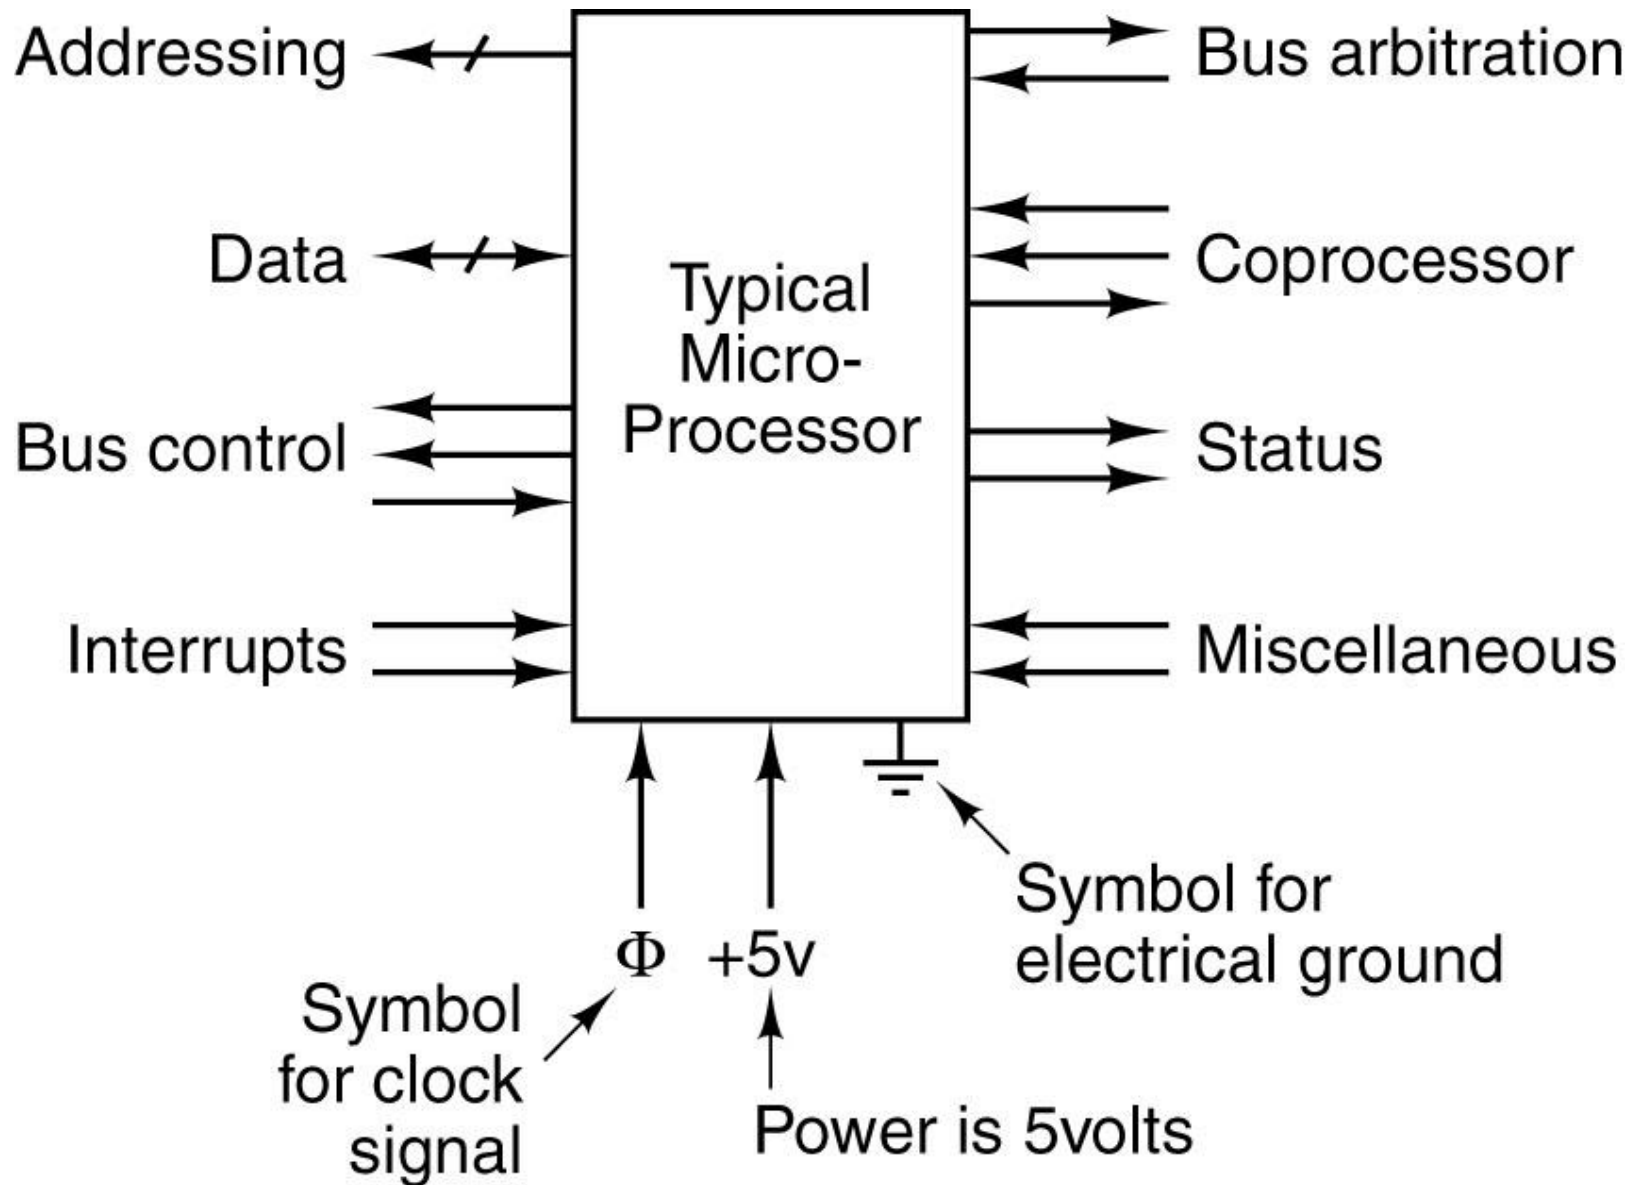 Addressing
Data
Bus control
Interrupts
Typical
Micro-
Processor
Bus arbitration
Coprocessor
Status
Miscellaneous
Φ +5v
Symbol
for clock
signal
Power is 5volts
Symbol for
electrical ground